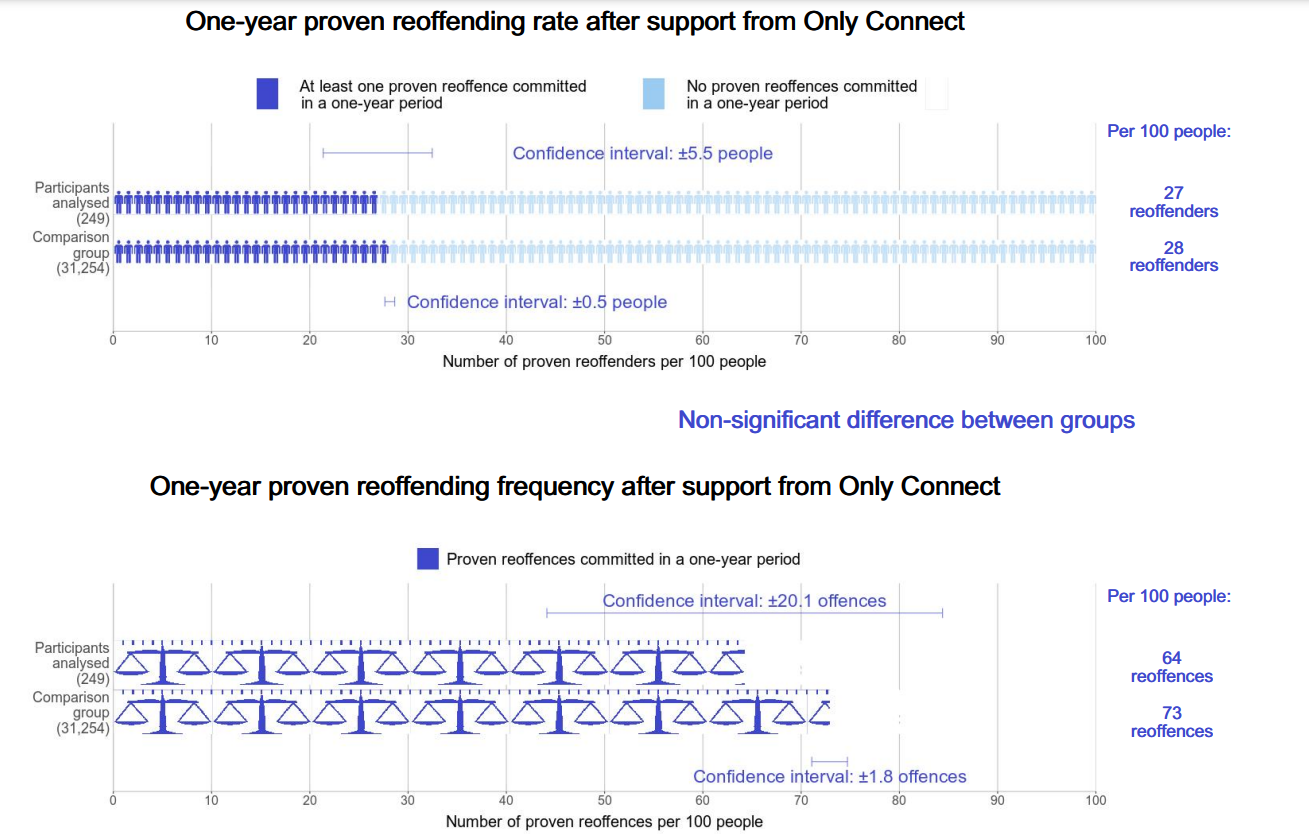 One-year proven reoffending rate after support from Only Connect
At least one proven reoffence committed
in a one-year period
No proven reoffences committed
in a one-year period
Per 100 people:
Confidence interval: ±5.5 people
Participants
analysed
(249)
27
reoffenders
Comparison
group
(31,254)
28
reoffenders
Confidence interval: ±0.5 people
0 10 20 30 40 50 60 70 80 90 100
Number of proven reoffenders per 100 people
Non-significant difference between groups
One-year proven reoffending frequency after support from Only Connect
Proven reoffences committed in a one-year period
Per 100 people:
Confidence interval: ±20.1 offences
Participants
analysed
(249)
64
reoffences
Comparison
group
(31,254)
73
reoffences
Confidence interval: ±1.8 offences
0 10 20 30 40 50 60 70 80 90 100
Number of proven reoffences per 100 people